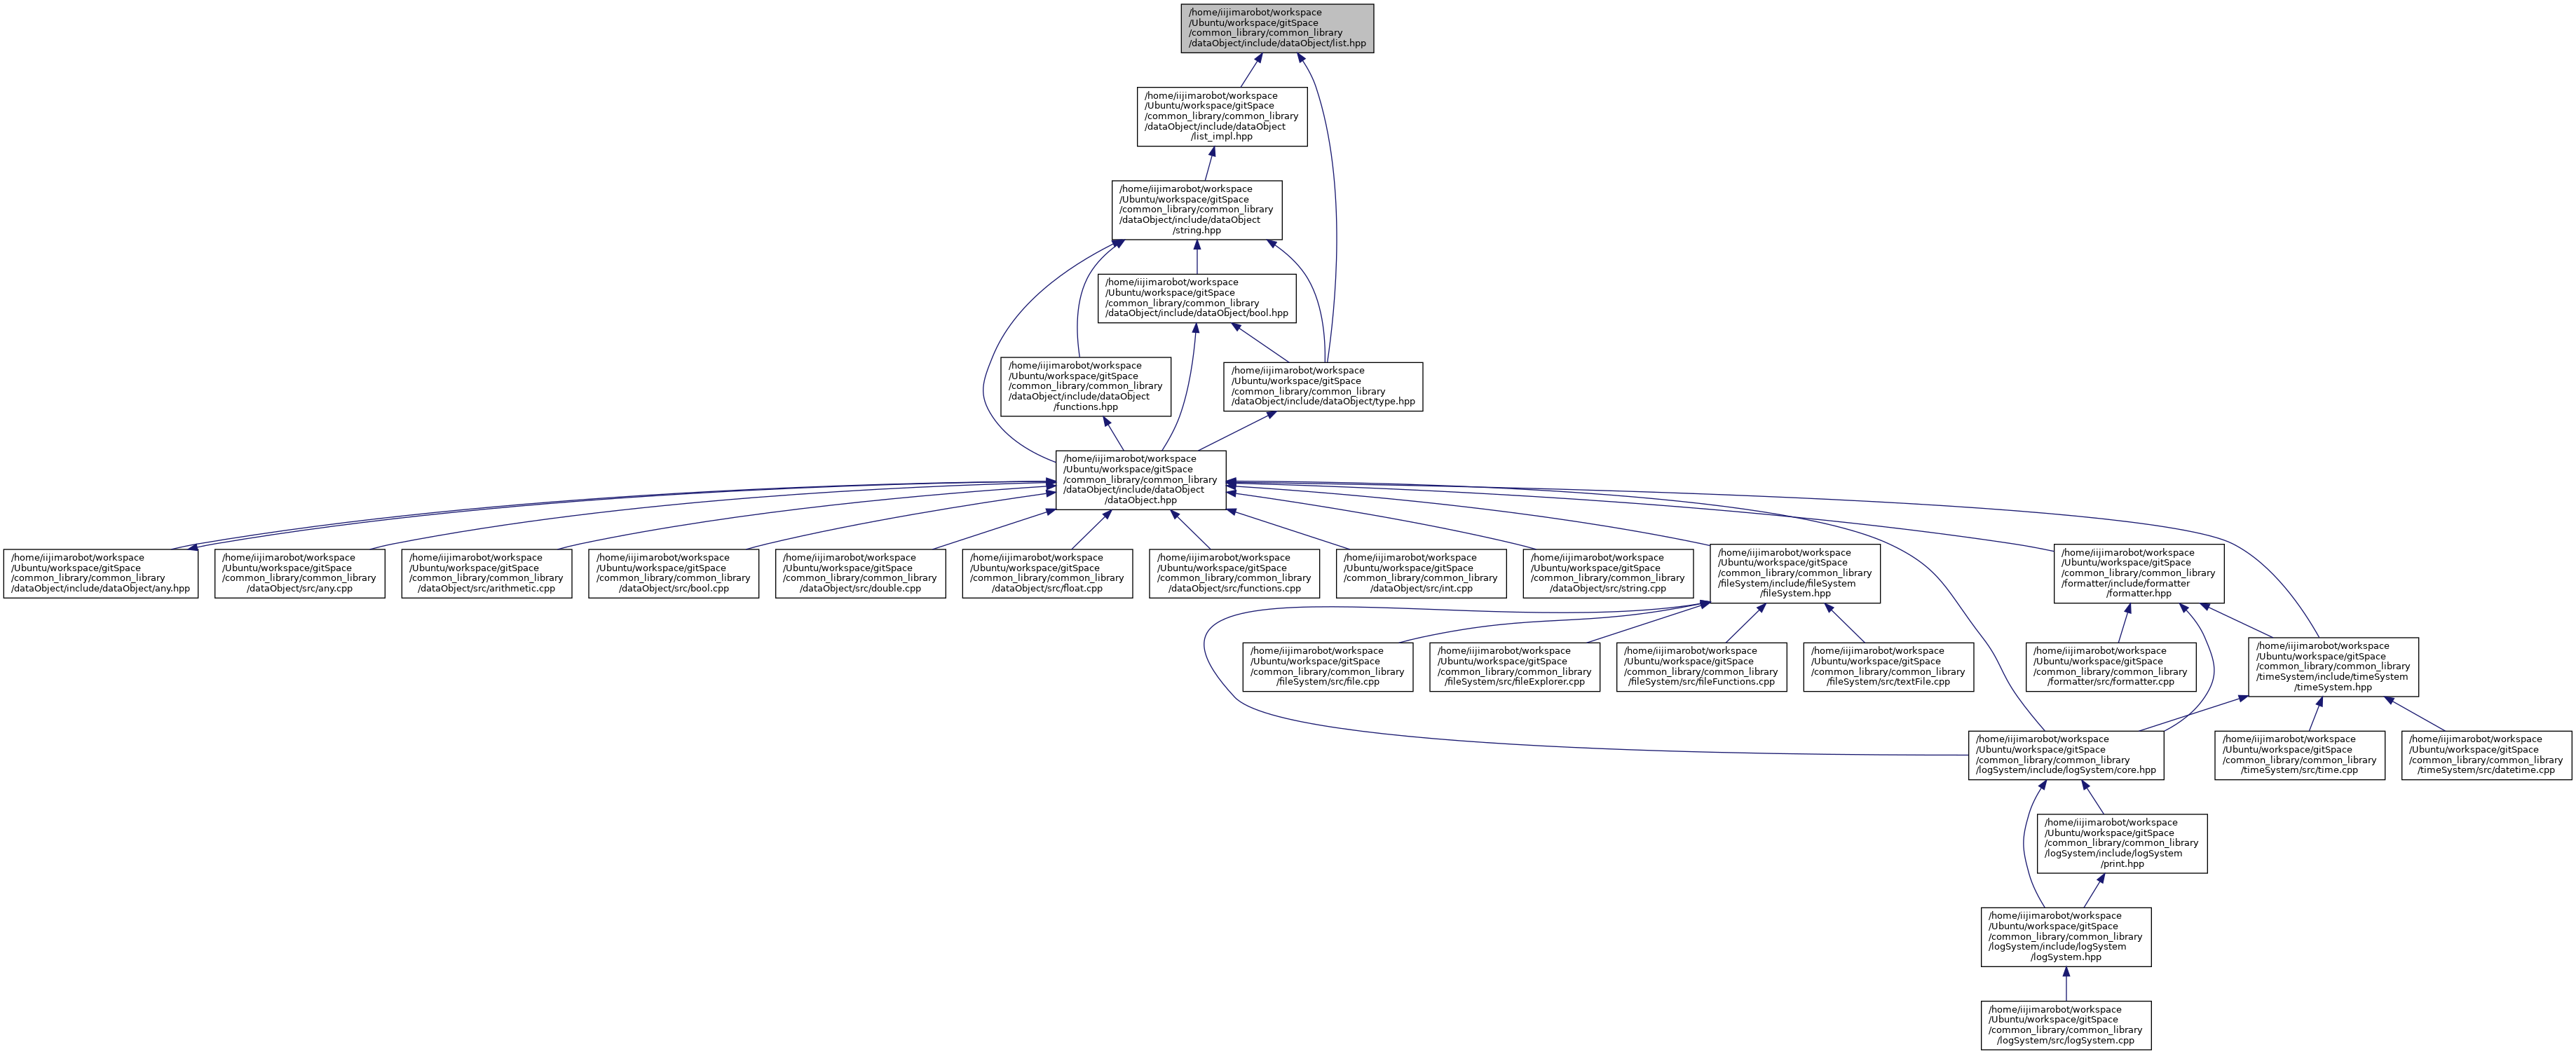 /home/iijimarobot/workspace
/Ubuntu/workspace/gitSpace
/common_library/common_library
/dataObject/include/dataObject/list.hpp
/home/iijimarobot/workspace
/Ubuntu/workspace/gitSpace
/common_library/common_library
/dataObject/include/dataObject
/list_impl.hpp
/home/iijimarobot/workspace
/Ubuntu/workspace/gitSpace
/common_library/common_library
/dataObject/include/dataObject
/string.hpp
/home/iijimarobot/workspace
/Ubuntu/workspace/gitSpace
/common_library/common_library
/dataObject/include/dataObject/bool.hpp
/home/iijimarobot/workspace
/Ubuntu/workspace/gitSpace
/common_library/common_library
/dataObject/include/dataObject
/functions.hpp
/home/iijimarobot/workspace
/Ubuntu/workspace/gitSpace
/common_library/common_library
/dataObject/include/dataObject/type.hpp
/home/iijimarobot/workspace
/Ubuntu/workspace/gitSpace
/common_library/common_library
/dataObject/include/dataObject
/dataObject.hpp
/home/iijimarobot/workspace
/Ubuntu/workspace/gitSpace
/common_library/common_library
/dataObject/include/dataObject/any.hpp
/home/iijimarobot/workspace
/Ubuntu/workspace/gitSpace
/common_library/common_library
/dataObject/src/any.cpp
/home/iijimarobot/workspace
/Ubuntu/workspace/gitSpace
/common_library/common_library
/dataObject/src/arithmetic.cpp
/home/iijimarobot/workspace
/Ubuntu/workspace/gitSpace
/common_library/common_library
/dataObject/src/bool.cpp
/home/iijimarobot/workspace
/Ubuntu/workspace/gitSpace
/common_library/common_library
/dataObject/src/double.cpp
/home/iijimarobot/workspace
/Ubuntu/workspace/gitSpace
/common_library/common_library
/dataObject/src/float.cpp
/home/iijimarobot/workspace
/Ubuntu/workspace/gitSpace
/common_library/common_library
/dataObject/src/functions.cpp
/home/iijimarobot/workspace
/Ubuntu/workspace/gitSpace
/common_library/common_library
/dataObject/src/int.cpp
/home/iijimarobot/workspace
/Ubuntu/workspace/gitSpace
/common_library/common_library
/dataObject/src/string.cpp
/home/iijimarobot/workspace
/Ubuntu/workspace/gitSpace
/common_library/common_library
/fileSystem/include/fileSystem
/fileSystem.hpp
/home/iijimarobot/workspace
/Ubuntu/workspace/gitSpace
/common_library/common_library
/formatter/include/formatter
/formatter.hpp
/home/iijimarobot/workspace
/Ubuntu/workspace/gitSpace
/common_library/common_library
/fileSystem/src/file.cpp
/home/iijimarobot/workspace
/Ubuntu/workspace/gitSpace
/common_library/common_library
/fileSystem/src/fileExplorer.cpp
/home/iijimarobot/workspace
/Ubuntu/workspace/gitSpace
/common_library/common_library
/fileSystem/src/fileFunctions.cpp
/home/iijimarobot/workspace
/Ubuntu/workspace/gitSpace
/common_library/common_library
/fileSystem/src/textFile.cpp
/home/iijimarobot/workspace
/Ubuntu/workspace/gitSpace
/common_library/common_library
/formatter/src/formatter.cpp
/home/iijimarobot/workspace
/Ubuntu/workspace/gitSpace
/common_library/common_library
/timeSystem/include/timeSystem
/timeSystem.hpp
/home/iijimarobot/workspace
/Ubuntu/workspace/gitSpace
/common_library/common_library
/logSystem/include/logSystem/core.hpp
/home/iijimarobot/workspace
/Ubuntu/workspace/gitSpace
/common_library/common_library
/timeSystem/src/time.cpp
/home/iijimarobot/workspace
/Ubuntu/workspace/gitSpace
/common_library/common_library
/timeSystem/src/datetime.cpp
/home/iijimarobot/workspace
/Ubuntu/workspace/gitSpace
/common_library/common_library
/logSystem/include/logSystem
/print.hpp
/home/iijimarobot/workspace
/Ubuntu/workspace/gitSpace
/common_library/common_library
/logSystem/include/logSystem
/logSystem.hpp
/home/iijimarobot/workspace
/Ubuntu/workspace/gitSpace
/common_library/common_library
/logSystem/src/logSystem.cpp